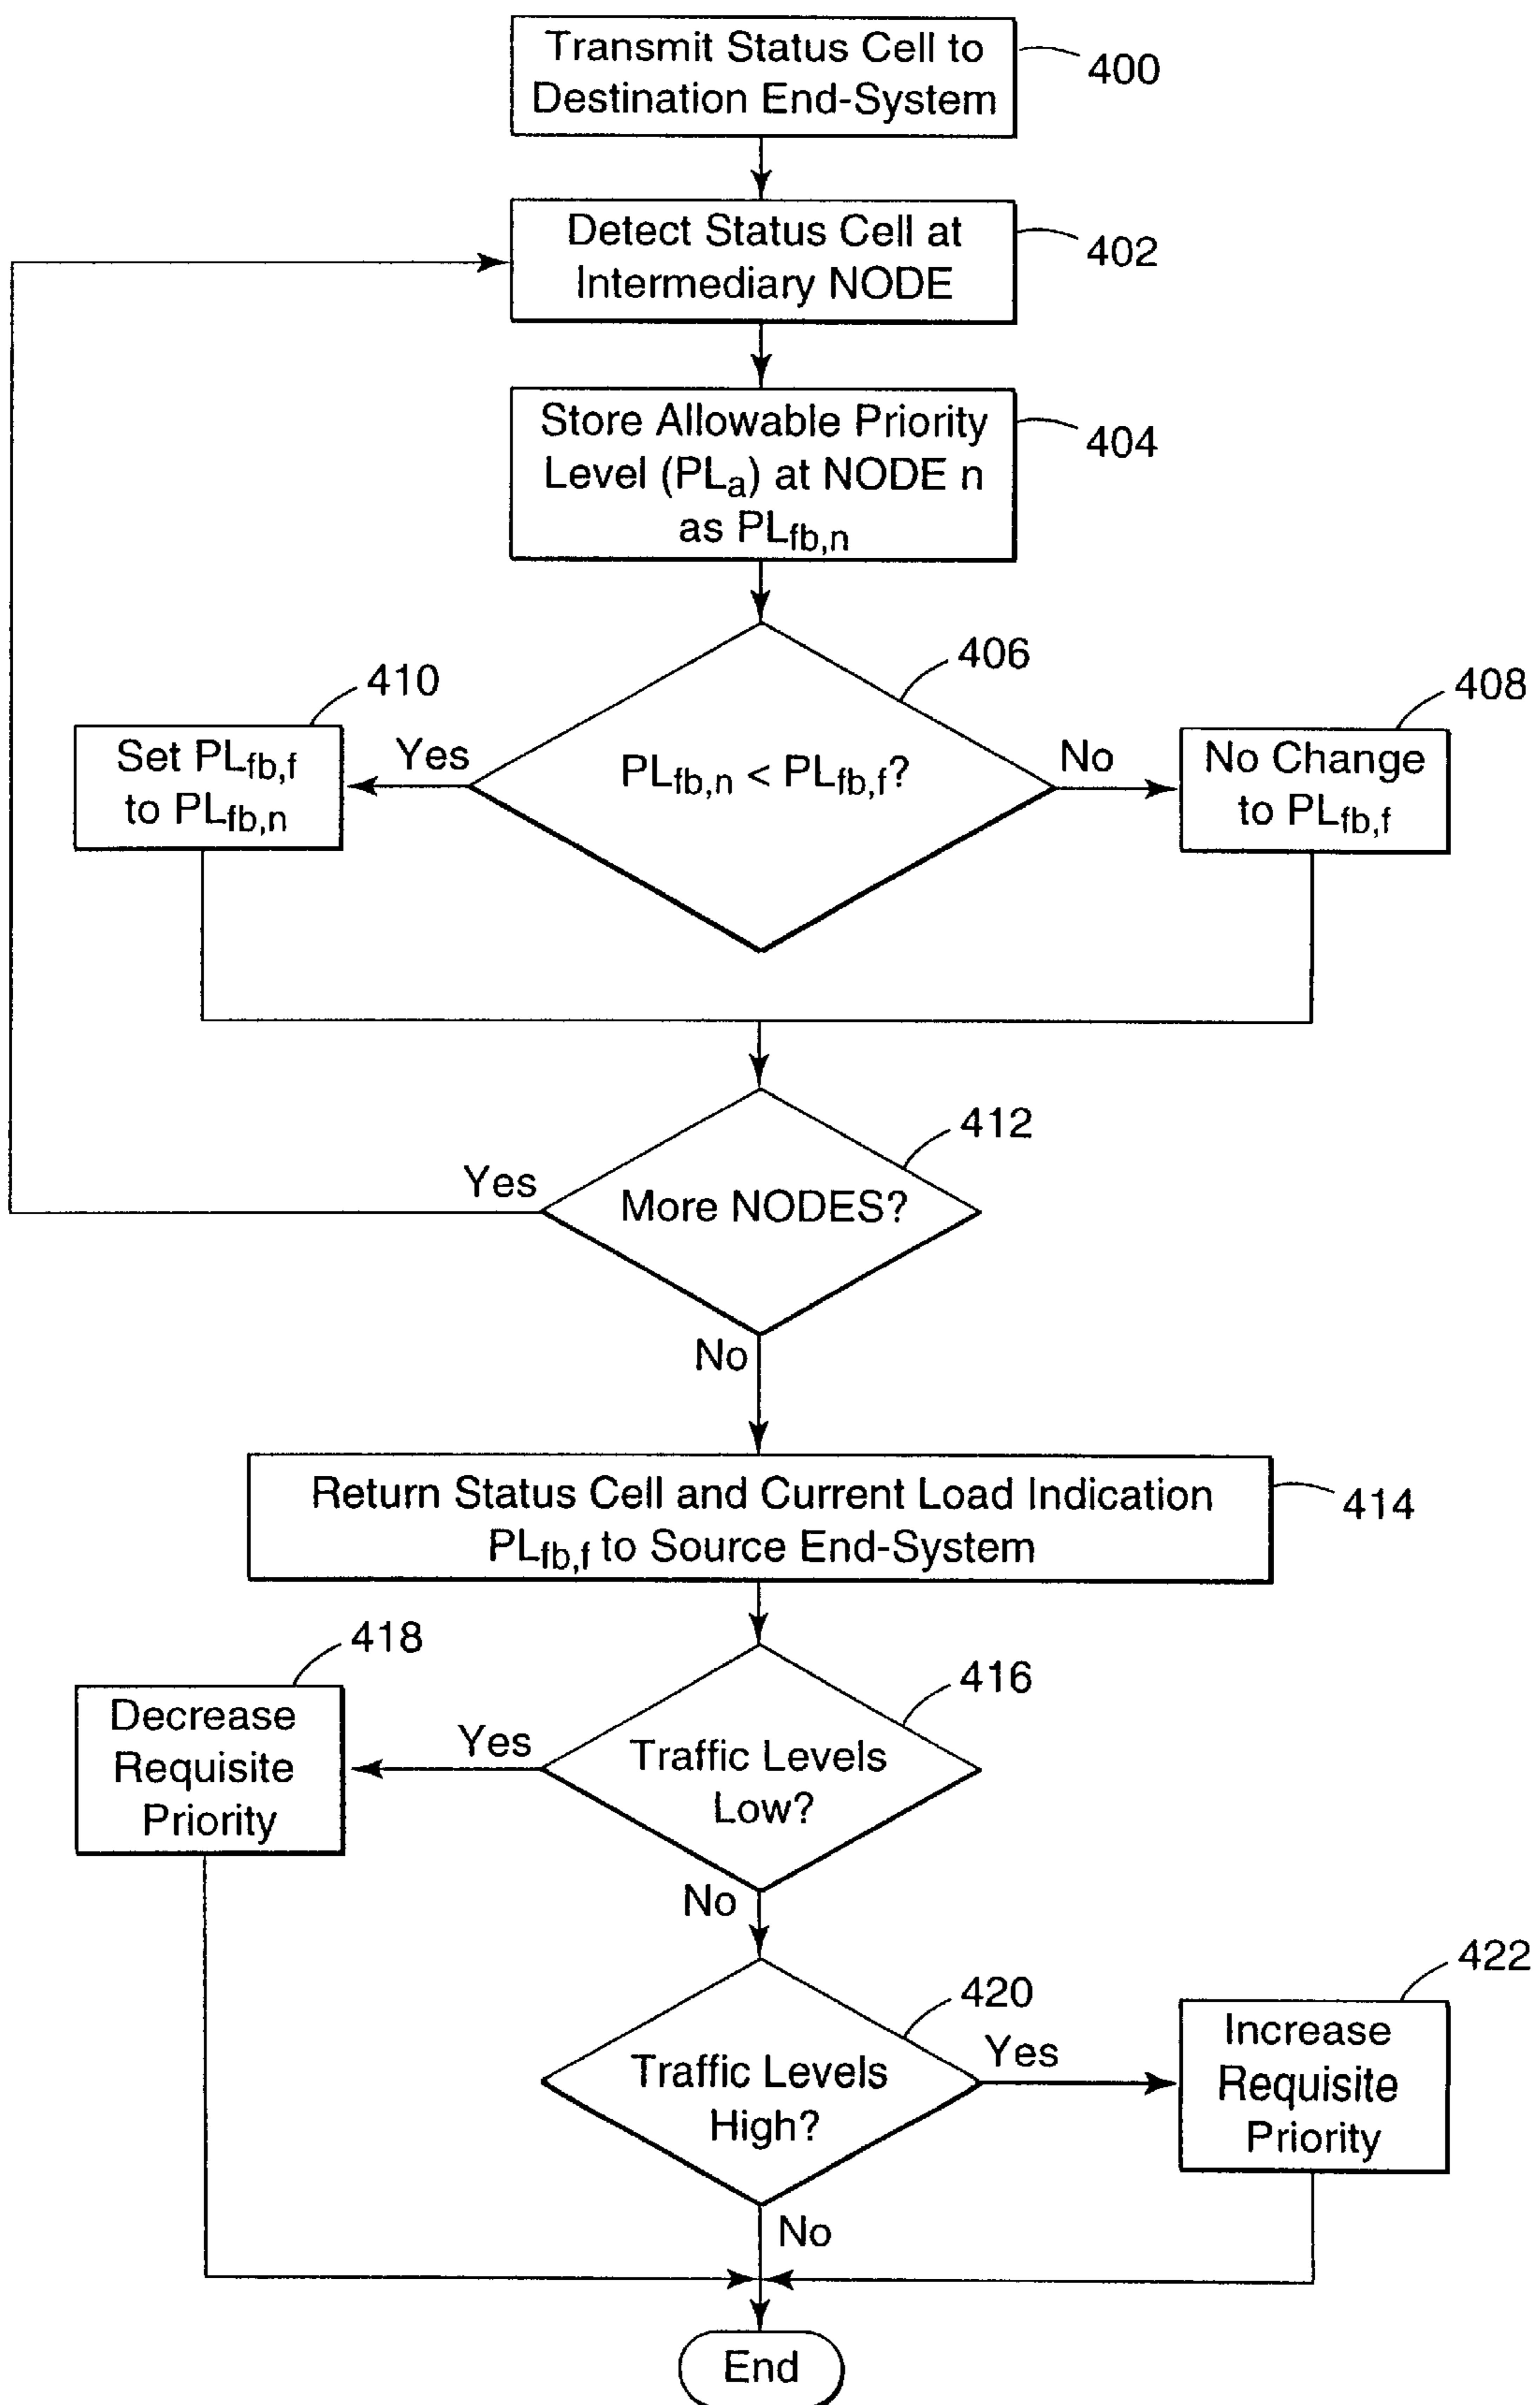 Transmit Status Cell to
Destination End-System
400
Detect Status Cell at
Intermediary NODE
402
Store Allowable Priority
Level (PLa) at NODE n
as PLfb,n
404
406
410
408
Set PLfb,f
to PLfb,n
Yes
PLfb,n < PLfb,f?
No
No Change
to PLfb,f
412
Yes
More NODES?
No
Return Status Cell and Current Load Indication
PLfb,f to Source End-System
414
418
416
Decrease
Requisite
Priority
Yes
Traffic Levels
Low?
No
422
420
Traffic Levels
High?
Yes
Increase
Requisite
Priority
No
End